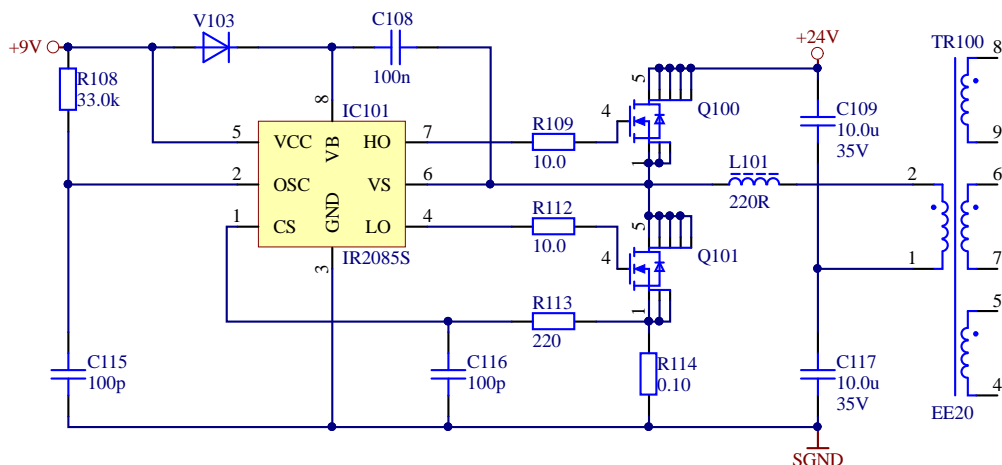 V103
C108
100n
+9V
R108
33.0k
+24V
TR100
8
9
6
7
5
4
EE20
8
IC101
5
VCC
VB
HO
7
2
OSC
VS
6
1
CS
GND
LO
4
3
IR2085S
R109
10.0
4
5
1
Q100
R112
10.0
4
5
1
Q101
L101
220R
2
1
C109
10.0u
35V
R113
220
C115
100p
C116
100p
R114
0.10
C117
10.0u
35V
SGND